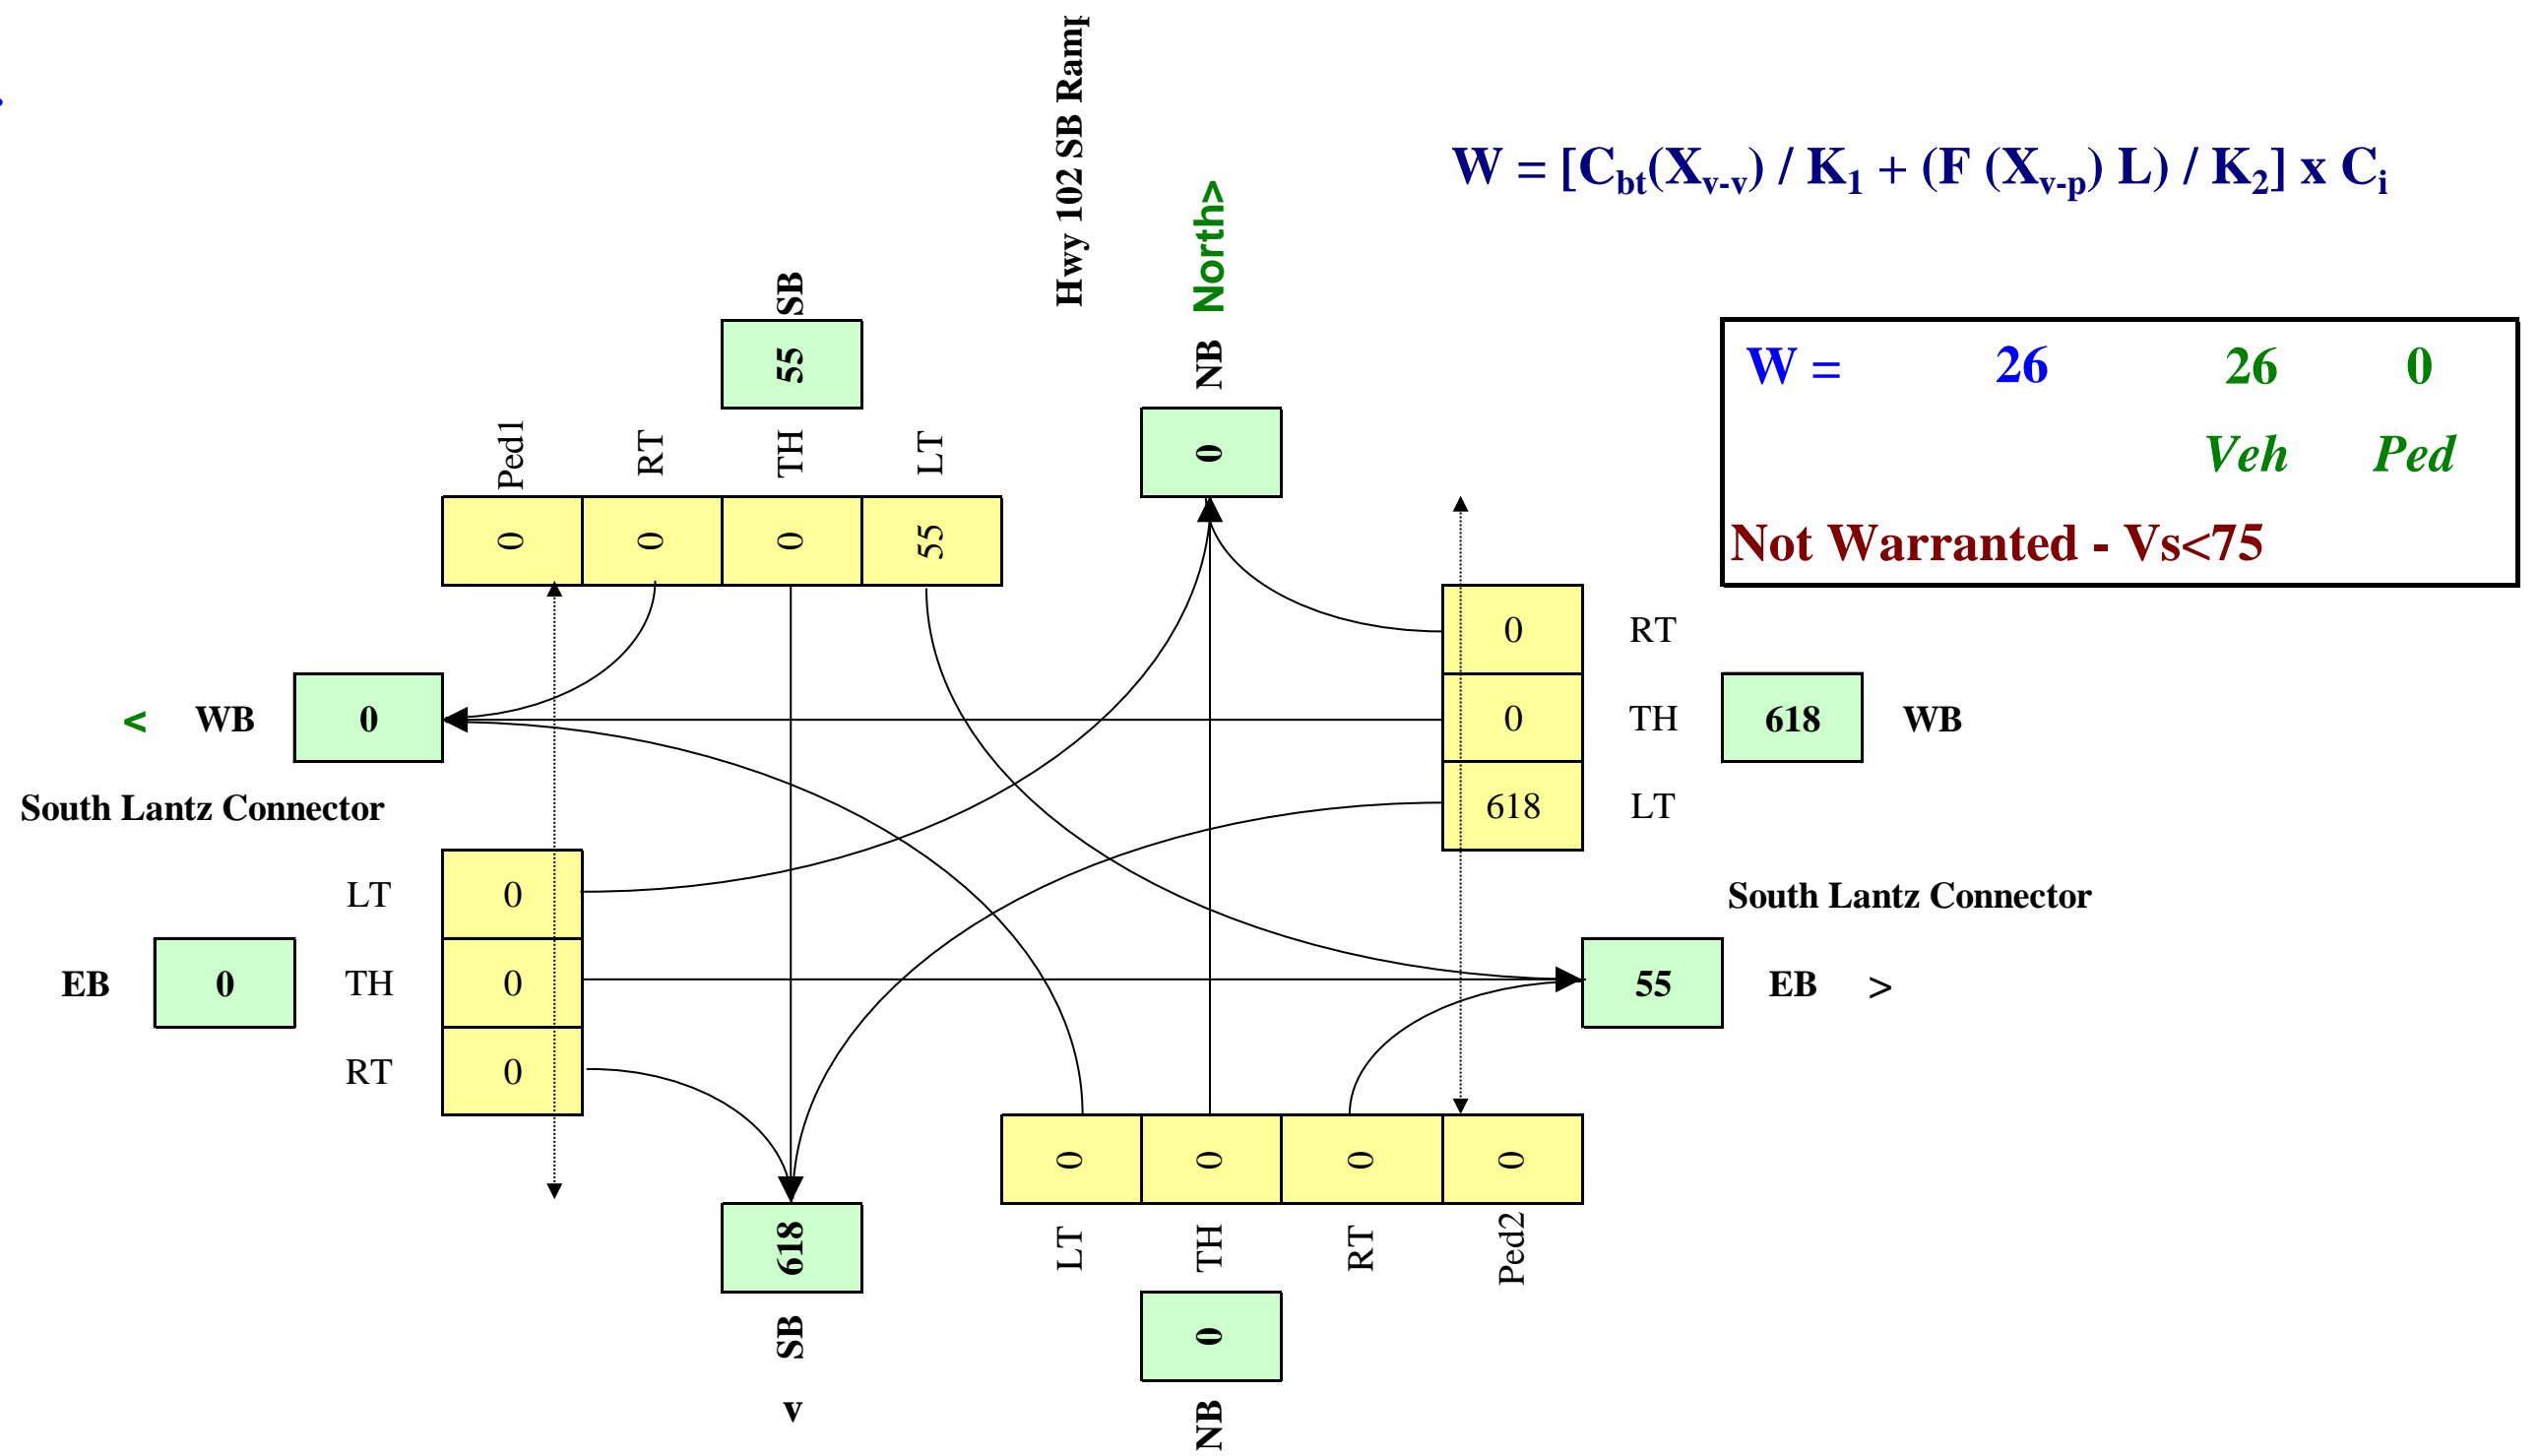 Hwy 102 SB Ramp
W = [Cbt(Xv-v) / K1 + (F (Xv-p) L) / K2] x Ci
North>
SB
NB
55
W = 26 26 0
Veh Ped
Not Warranted - Vs<75
0
Ped1 RT TH LT
0 0 0 55
0 RT
< WB 0
0 TH 618 WB
South Lantz Connector
618 LT
LT 0
South Lantz Connector
EB 0 TH 0
55 EB >
RT 0
0 0 0 0
LT TH RT Ped2
618
SB
0
v
NB